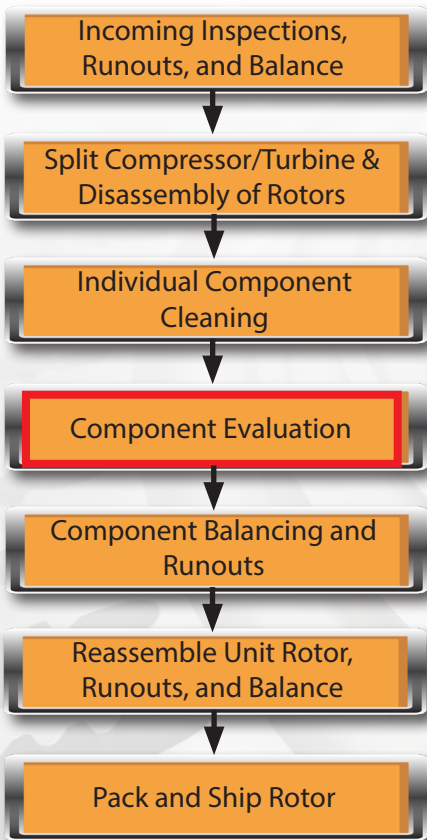 Incoming Inspections,
Runouts, and Balance
Split Compressor/Turbine &
Disassembly of Rotors
Individual Component
Cleaning
Component Evaluation
Component Balancing and
Runouts
Reassemble Unit Rotor,
Runouts, and Balance
Pack and Ship Rotor